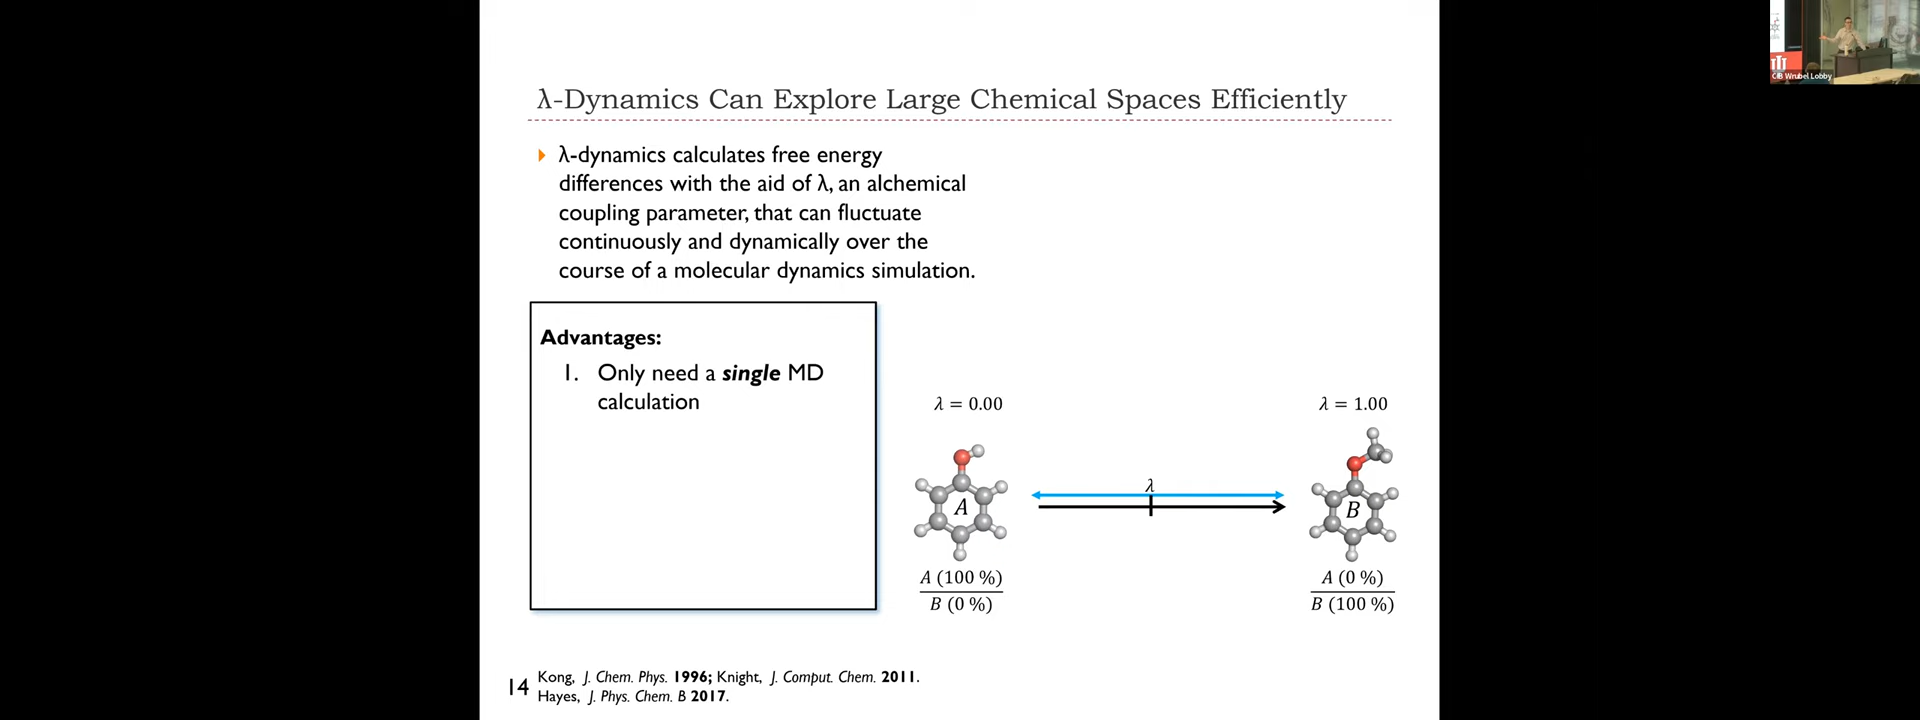 CIB Wrubel Lobby
λ-Dynamics Can Explore Large Chemical Spaces Efficiently
λ-dynamics calculates free energy
differences with the aid of λ, an alchemical
coupling parameter, that can fluctuate
continuously and dynamically over the
course of a molecular dynamics simulation.
Advantages:
1. Only need a single MD
calculation
λ = 0.00
λ = 1.00
λ
A
B
A (100 %)
B (0 %)
A (0 %)
B (100 %)
14
Kong, J. Chem. Phys. 1996; Knight, J. Comput. Chem. 2011.
Hayes, J. Phys. Chem. B 2017.